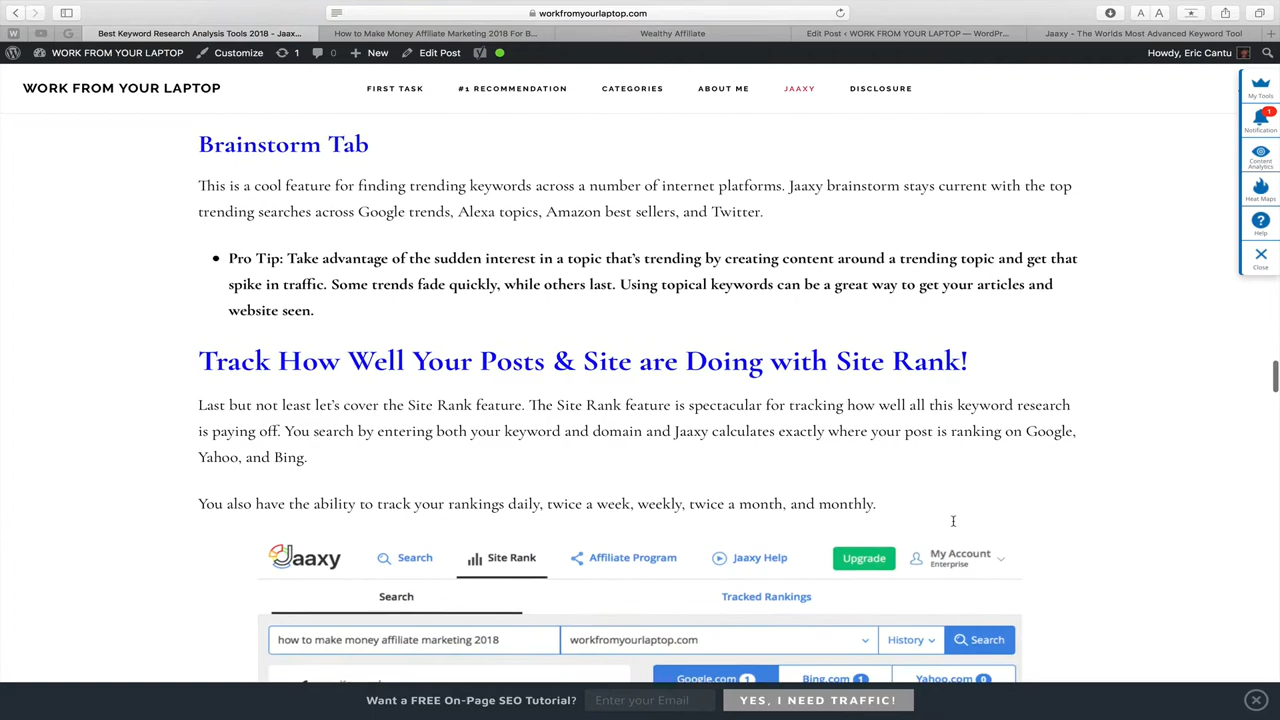 workfromyourlaptop.com
A A
Best Keyword Research Analysis Tools 2018 - Jaax...
How to Make Money Affiliate Marketing 2018 For B...
Wealthy Affiliate
Edit Post ‹ WORK FROM YOUR LAPTOP — WordPr...
Jaaxy - The Worlds Most Advanced Keyword Tool
WORK FROM YOUR LAPTOP Customize 1 0 New Edit Post Howdy, Eric Cantu
WORK FROM YOUR LAPTOP
FIRST TASK #1 RECOMMENDATION CATEGORIES ABOUT ME JAAXY DISCLOSURE
My Tools
1
Notification
Content
Analytics
Heat Maps
Help
Close
Brainstorm Tab
This is a cool feature for finding trending keywords across a number of internet platforms. Jaaxy brainstorm stays current with the top
trending searches across Google trends, Alexa topics, Amazon best sellers, and Twitter.
Pro Tip: Take advantage of the sudden interest in a topic that's trending by creating content around a trending topic and get that
spike in traffic. Some trends fade quickly, while others last. Using topical keywords can be a great way to get your articles and
website seen.
Track How Well Your Posts & Site are Doing with Site Rank!
Last but not least let's cover the Site Rank feature. The Site Rank feature is spectacular for tracking how well all this keyword research
is paying off. You search by entering both your keyword and domain and Jaaxy calculates exactly where your post is ranking on Google,
Yahoo, and Bing.
You also have the ability to track your rankings daily, twice a week, weekly, twice a month, and monthly.
Jaaxy Search Site Rank Affiliate Program Jaaxy Help Upgrade My Account
Enterprise
Search Tracked Rankings
how to make money affiliate marketing 2018 workfromyourlaptop.com History Search
Google.com 1 Bing.com 1 Yahoo.com 0
Want a FREE On-Page SEO Tutorial? Enter your Email YES, I NEED TRAFFIC!